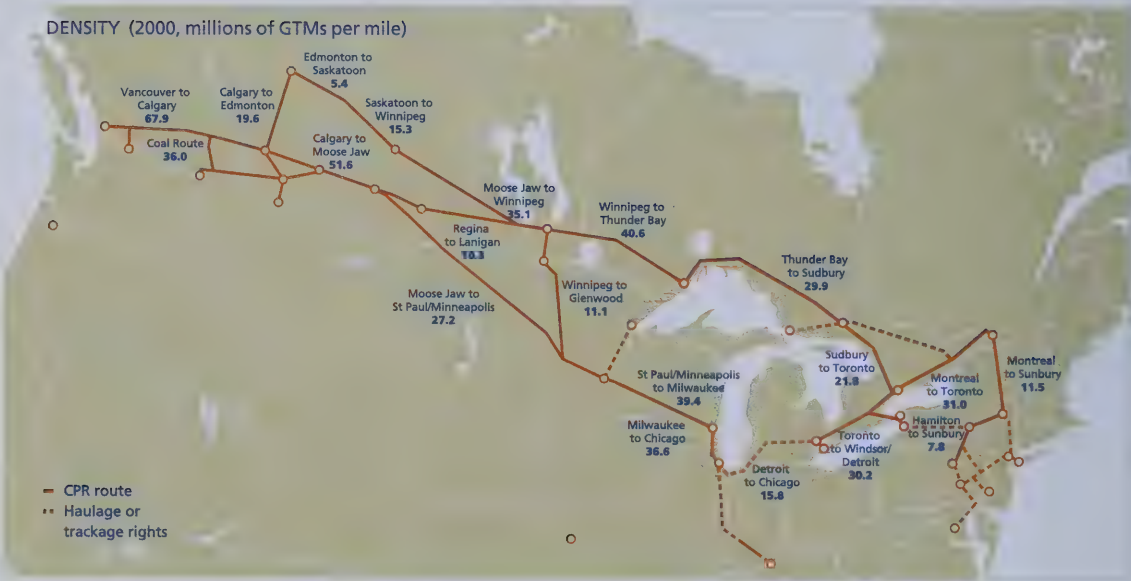 DENSITY (2000, millions of GTMs per mile)
Edmonton to
Saskatoon
5.4
Vancouver to
Calgary
67.9
Calgary to
Edmonton
19.6
Saskatoon to
Winnipeg
15.3
Coal Route
36.0
Calgary to
Moose Jaw
51.6
Moose Jaw to
Winnipeg
35.1
Winnipeg to
Thunder Bay
40.6
Regina
to Lanigan
10.3
Thunder Bay
to Sudbury
29.9
Winnipeg to
Glenwood
11.1
Moose Jaw to
St Paul/Minneapolis
27.2
Sudbury
to Toronto
21.8
Montreal
to Sunbury
11.5
St Paul/Minneapolis
to Milwaukee
39.4
Montreal
to Toronto
31.0
Milwaukee
to Chicago
36.6
Hamilton
to Sunbury
7.8
Toronto
to Windsor/
Detroit
30.2
Detroit
to Chicago
15.8
CPR route
Haulage or
trackage rights